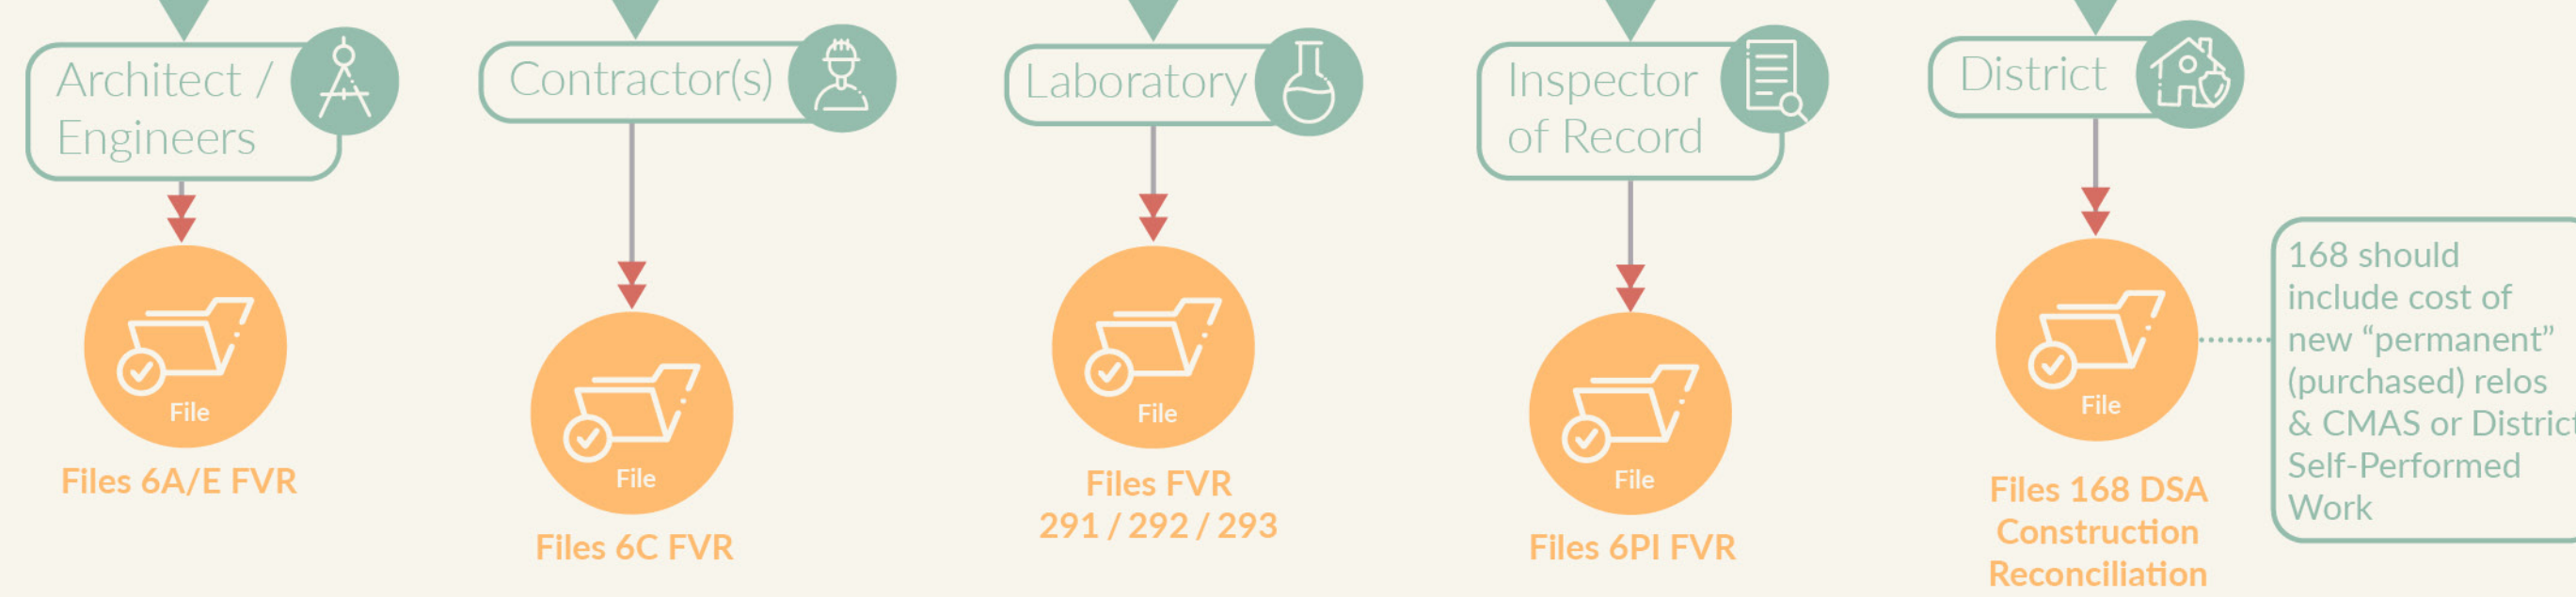 Architect /
Engineers
File
Files 6A/E FVR
Contractor(s)
File
Files 6C FVR
Laboratory
File
Files FVR
291 / 292 / 293
Inspector
of Record
File
Files 6PI FVR
District
File
Files 168 DSA
Construction
Reconciliation
168 should
include cost of
new “permanent”
(purchased) relos
& CMAS or District
Self-Performed
Work